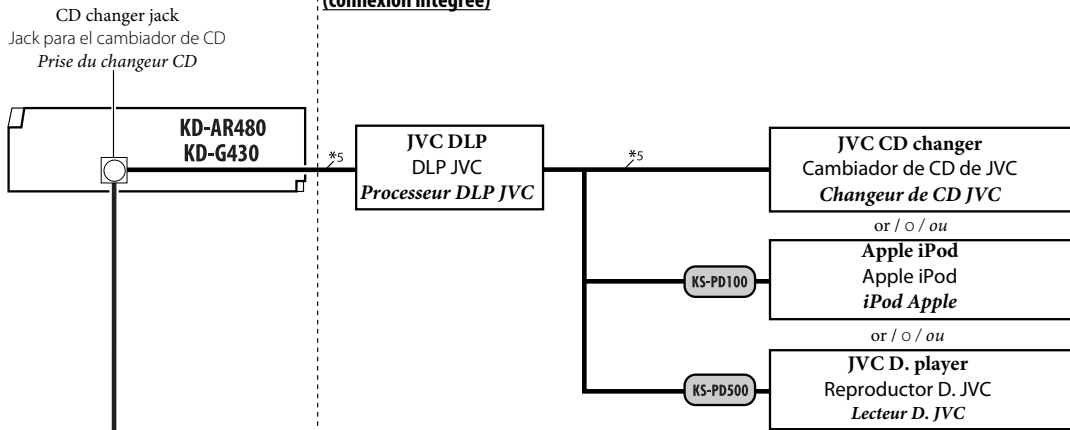 (connexion intégrée)
CD changer jack
Jack para el cambiador de CD
Prise du changeur CD
KD-AR480
KD-G430
*5
JVC DLP
DLP JVC
Processeur DLP JVC
*5
JVC CD changer
Cambiador de CD de JVC
Changeur de CD JVC
or / o / ou
KS-PD100
Apple iPod
Apple iPod
iPod Apple
or / o / ou
KS-PD500
JVC D. player
Reproductor D. JVC
Lecteur D. JVC